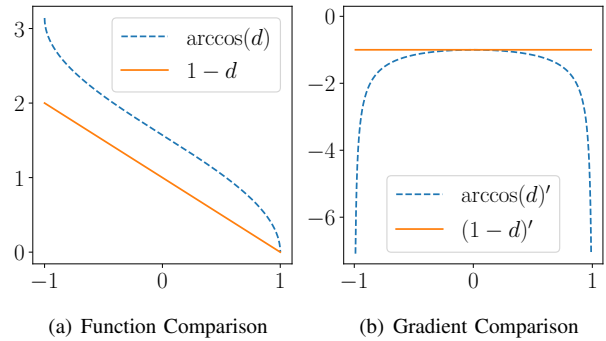 3
2
1
0
−1
0
1
arccos(d)
1 − d
0
−2
−4
−6
−1
0
1
arccos(d)′
(1 − d)′
(a) Function Comparison
(b) Gradient Comparison